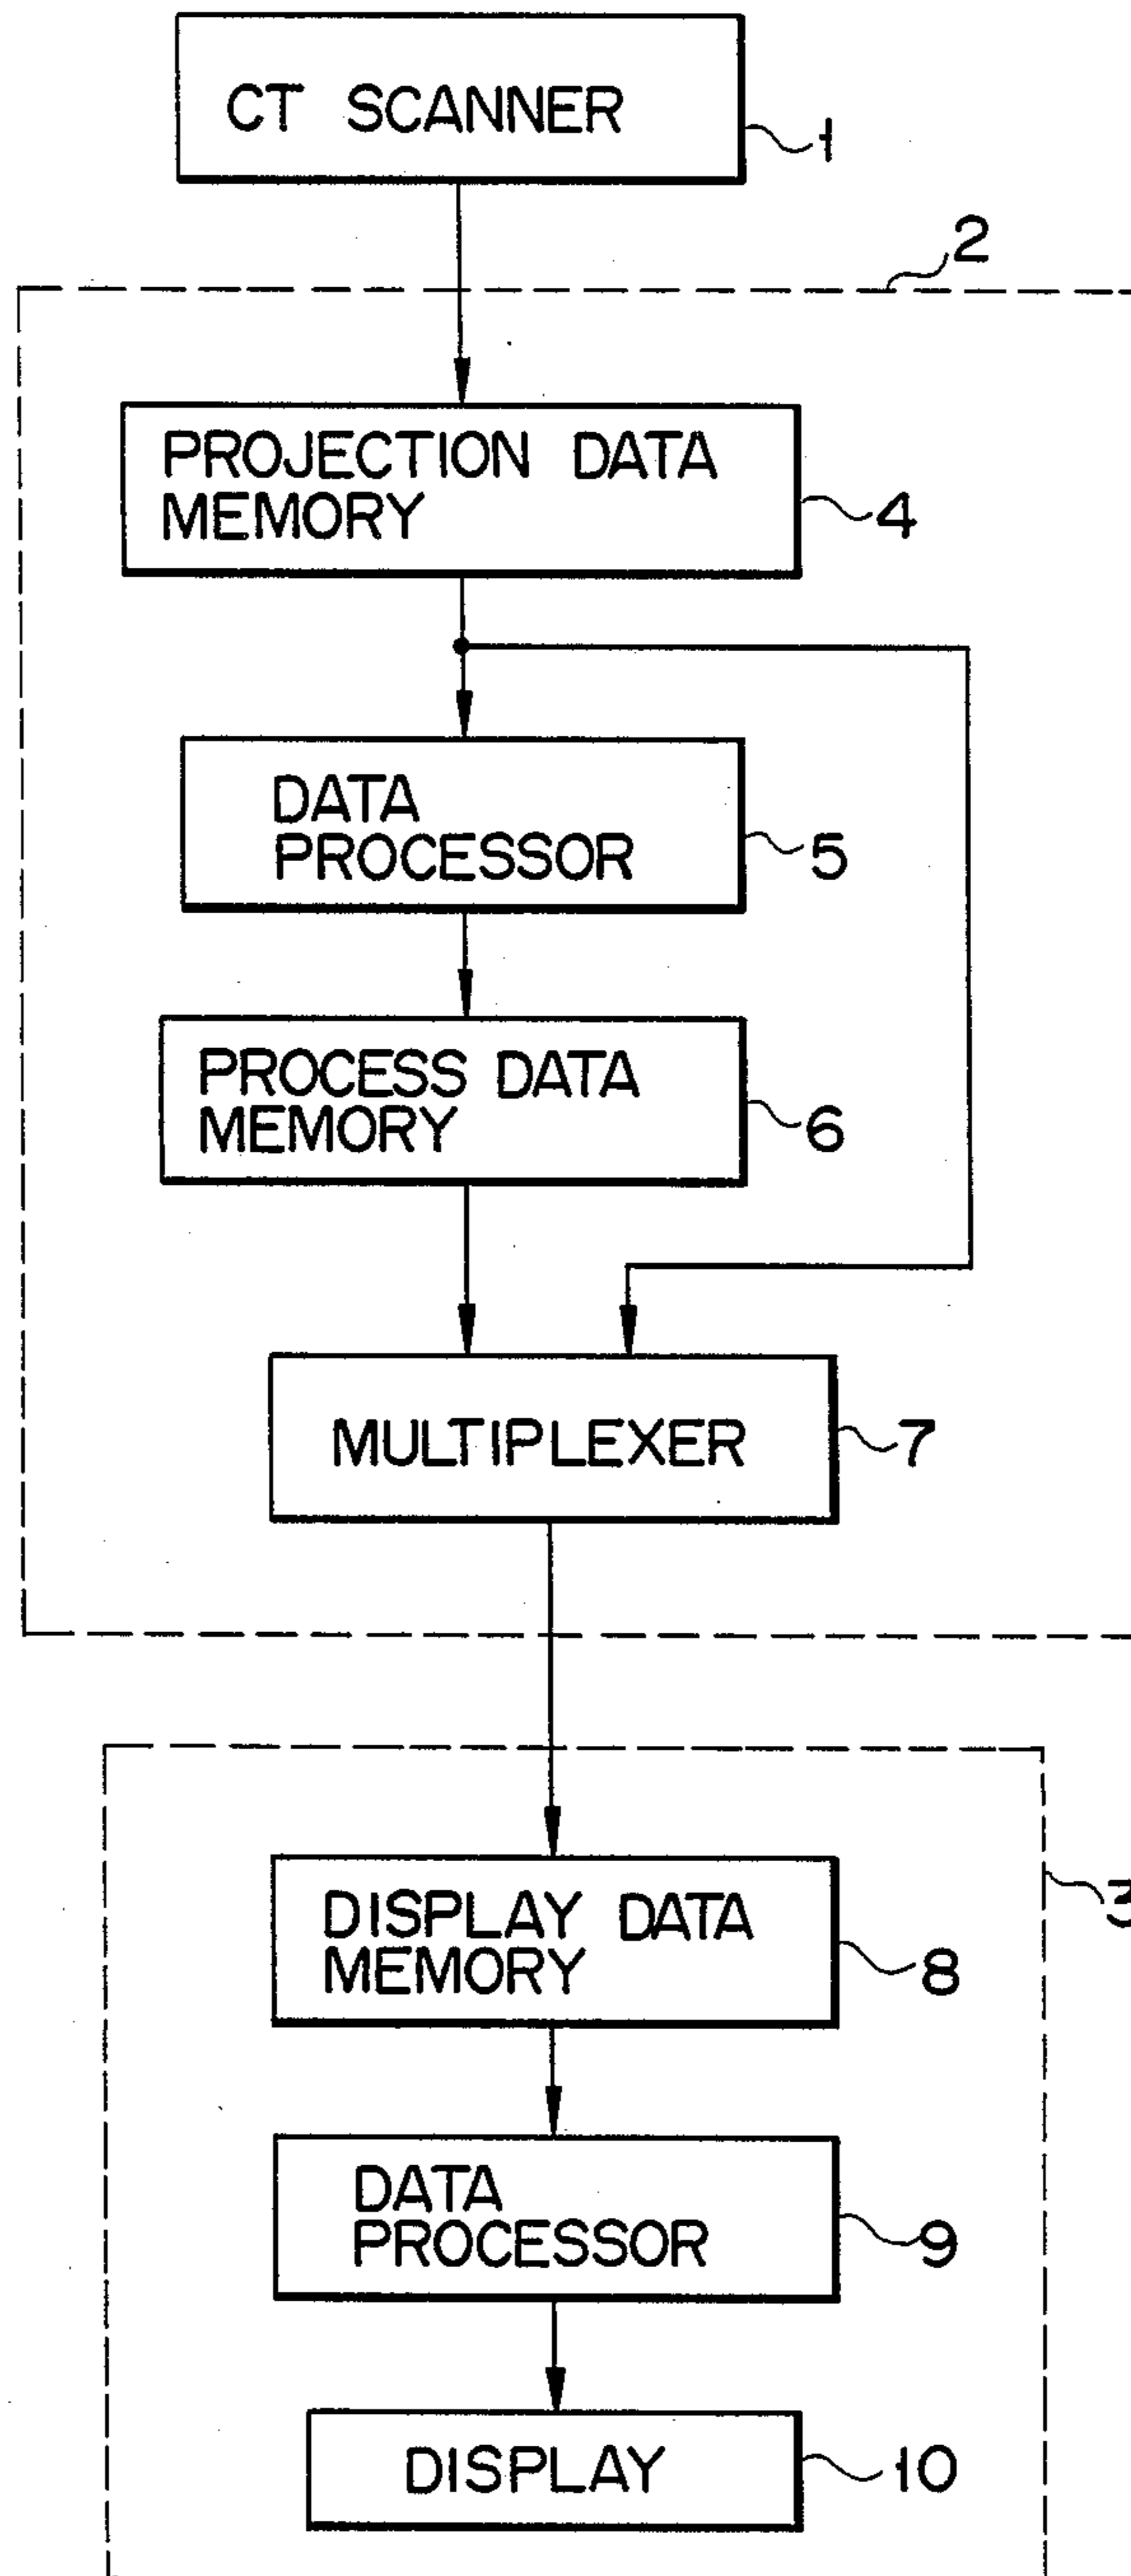 CT SCANNER
1
2
PROJECTION DATA
MEMORY
4
DATA
PROCESSOR
5
PROCESS DATA
MEMORY
6
MULTIPLEXER
7
3
DISPLAY DATA
MEMORY
8
DATA
PROCESSOR
9
DISPLAY
10